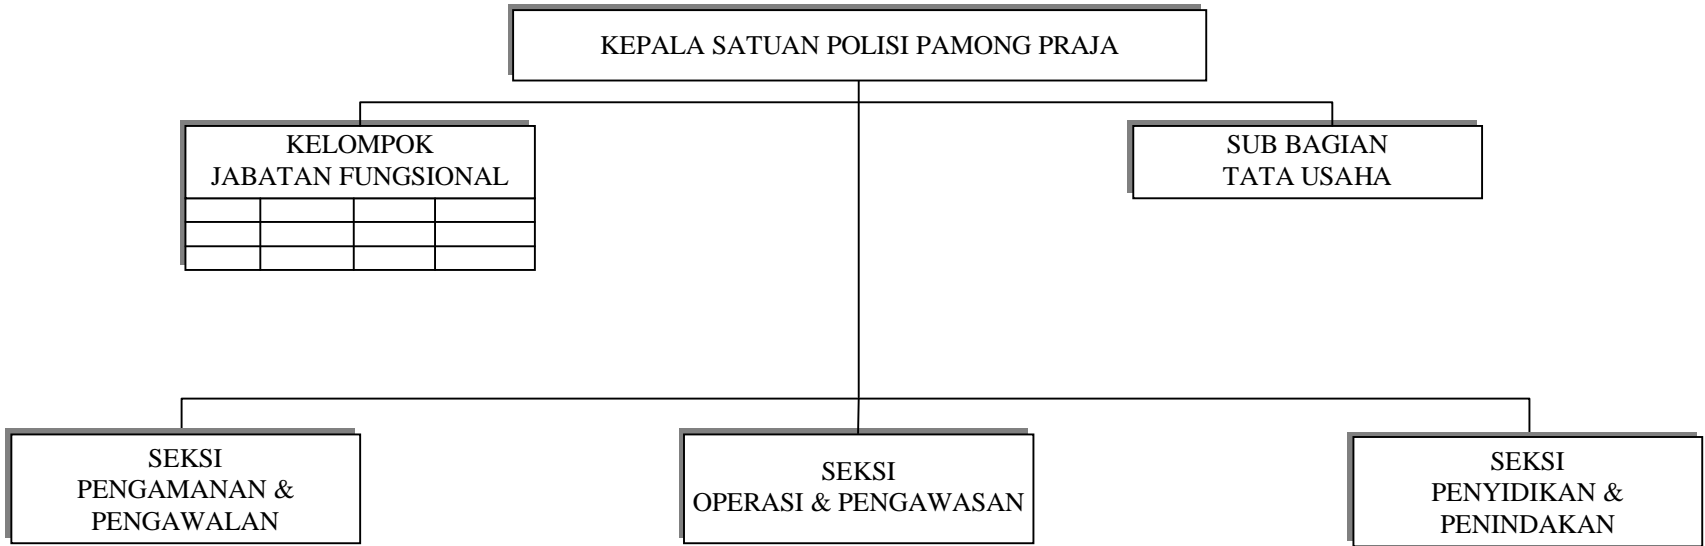 KEPALA SATUAN POLISI PAMONG PRAJA
KELOMPOK
JABATAN FUNGSIONAL
SUB BAGIAN
TATA USAHA
SEKSI
PENGAMANAN &
PENGAWALAN
SEKSI
OPERASI & PENGAWASAN
SEKSI
PENYIDIKAN &
PENINDAKAN